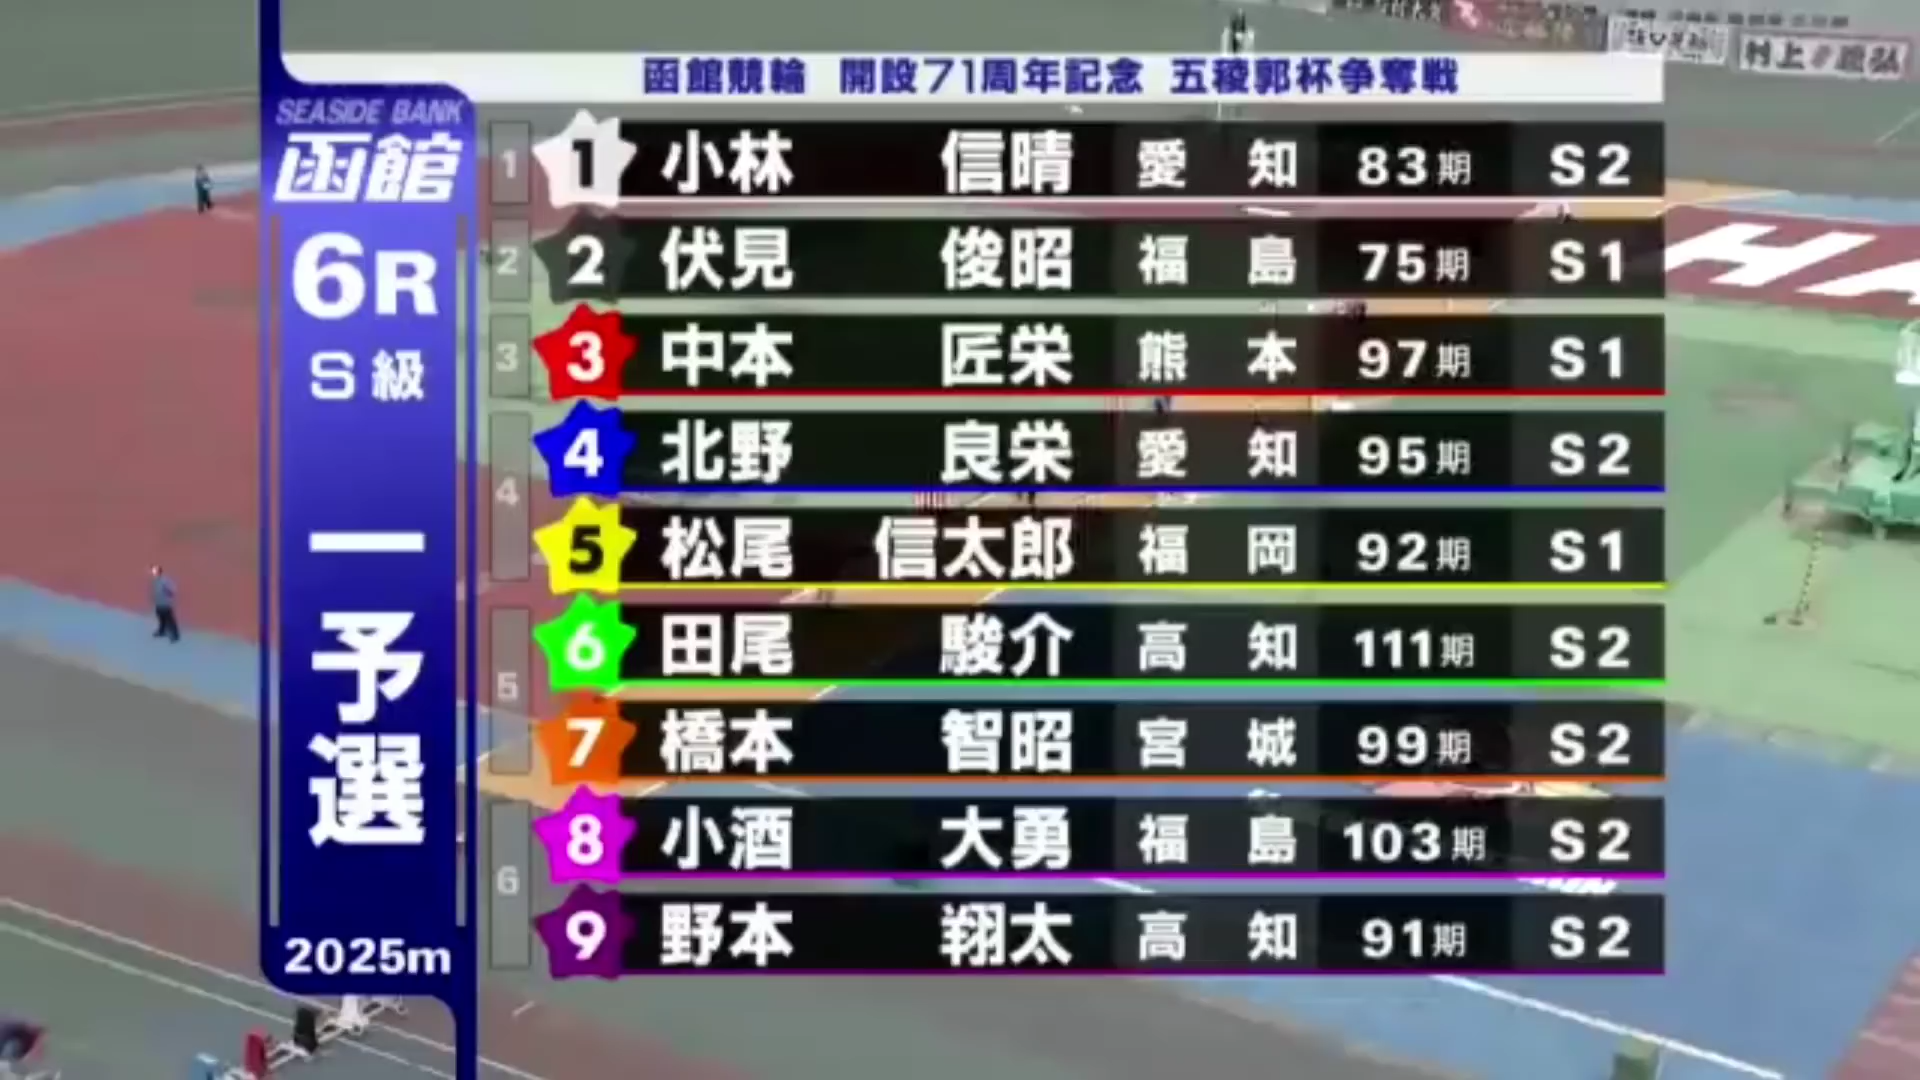 函館競輪 開設71周年記念 五稜郭杯争奪戦
SEASIDE BANK
函館
6R
S級
一予選
2025m
1 1 小林 信晴 愛知 83期 S2
2 2 伏見 俊昭 福島 75期 S1
3 3 中本 匠栄 熊本 97期 S1
4 4 北野 良栄 愛知 95期 S2
5 松尾 信太郎 福岡 92期 S1
5 6 田尾 駿介 高知 111期 S2
7 橋本 智昭 宮城 99期 S2
6 8 小酒 大勇 福島 103期 S2
9 野本 翔太 高知 91期 S2
村上
HA